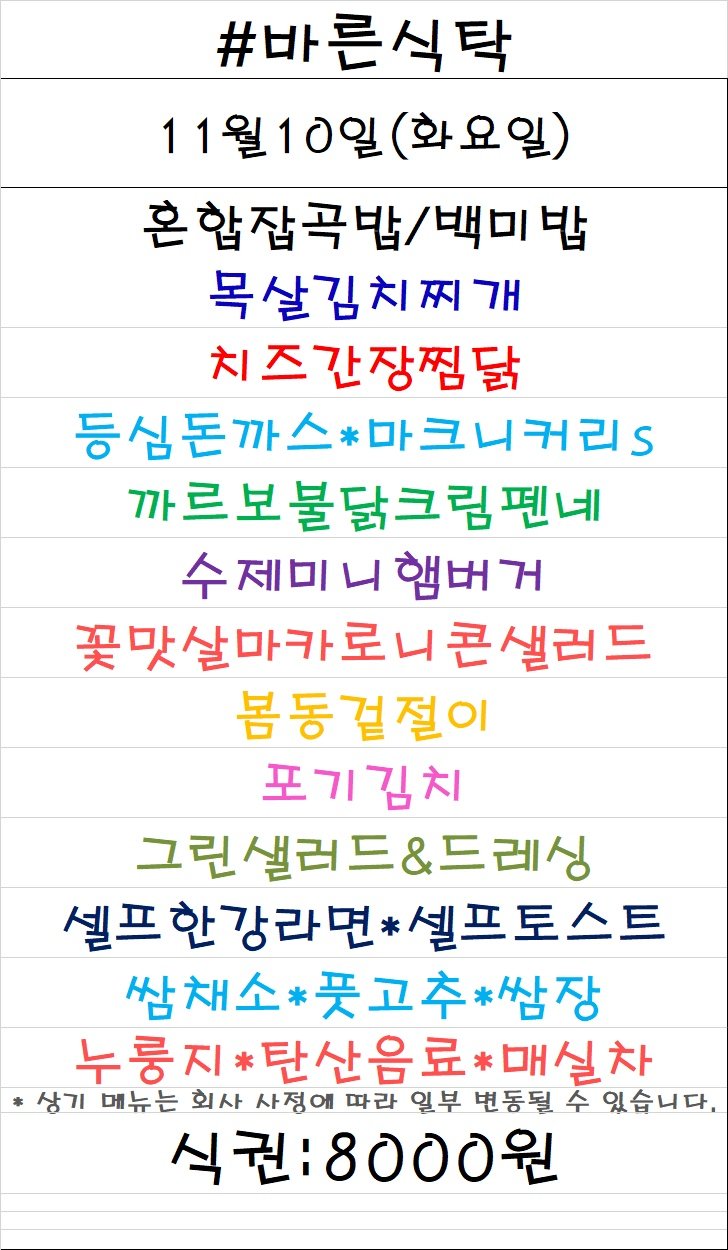 #바른식탁
11월10일(화요일)
혼합잡곡밥/백미밥
목살김치찌개
치즈간장찜닭
등심돈까스*마크니커리s
까르보불닭크림펜네
수제미니햄버거
꽃맛살마카로니콘샐러드
봄동겉절이
포기김치
그린샐러드&드레싱
셀프한강라면*셀프토스트
쌈채소*풋고추*쌈장
누룽지*탄산음료*매실차
* 상기 메뉴는 회사 사정에 따라 일부 변동될 수 있습니다.
식권:8000원